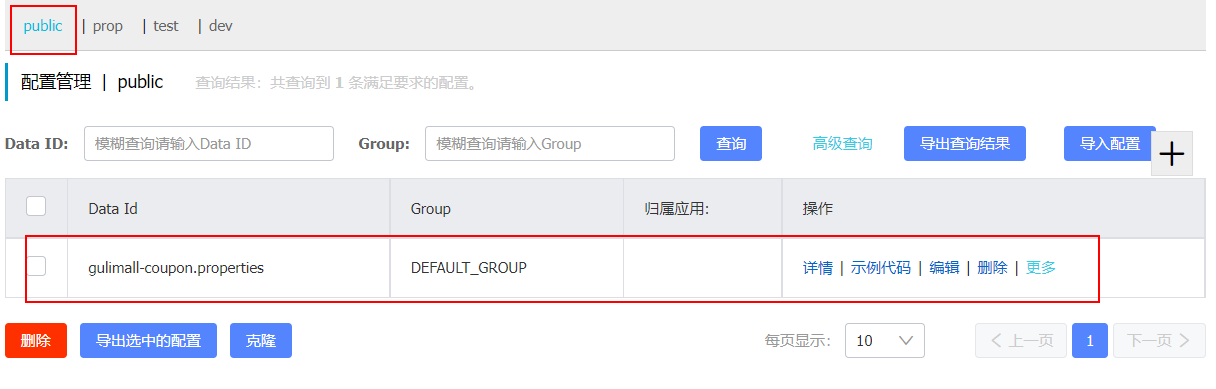 public | prop | test | dev
配置管理 | public 查询结果：共查询到 1 条满足要求的配置。
Data ID: 模糊查询请输入Data ID Group: 模糊查询请输入Group 查询 高级查询 导出查询结果 导入配置 +
Data Id Group 归属应用: 操作
gulimall-coupon.properties DEFAULT_GROUP 详情 | 示例代码 | 编辑 | 删除 | 更多
删除 导出选中的配置 克隆 每页显示: 10 上一页 1 下一页